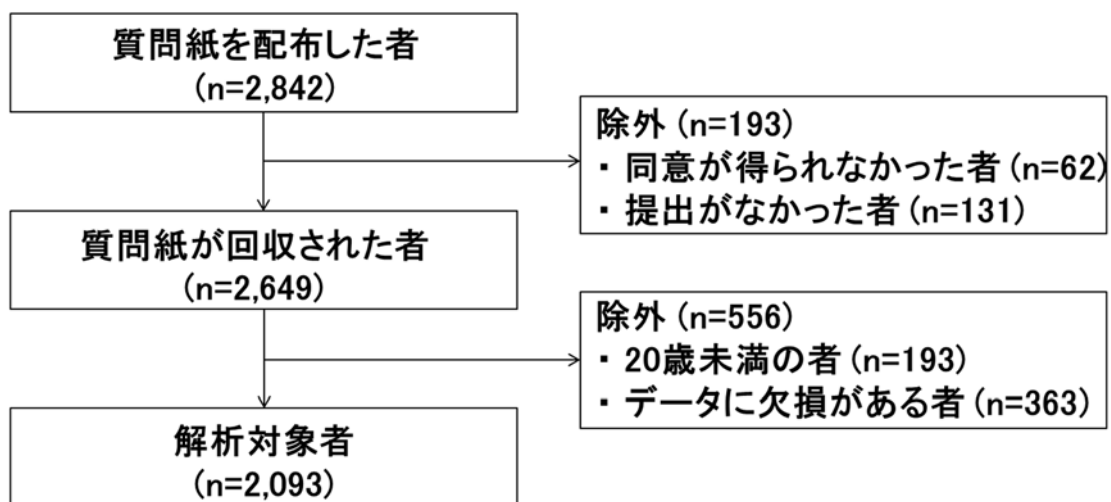 質問紙を配布した者
(n=2,842)
除外 (n=193)
・ 同意が得られなかった者 (n=62)
・ 提出がなかった者 (n=131)
質問紙が回収された者
(n=2,649)
除外 (n=556)
・ 20歳未満の者 (n=193)
・ データに欠損がある者 (n=363)
解析対象者
(n=2,093)